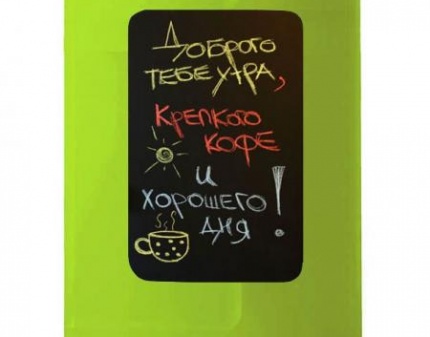 Доброго
тебе утра,
крепкого
кофе
и
хорошего
дня!